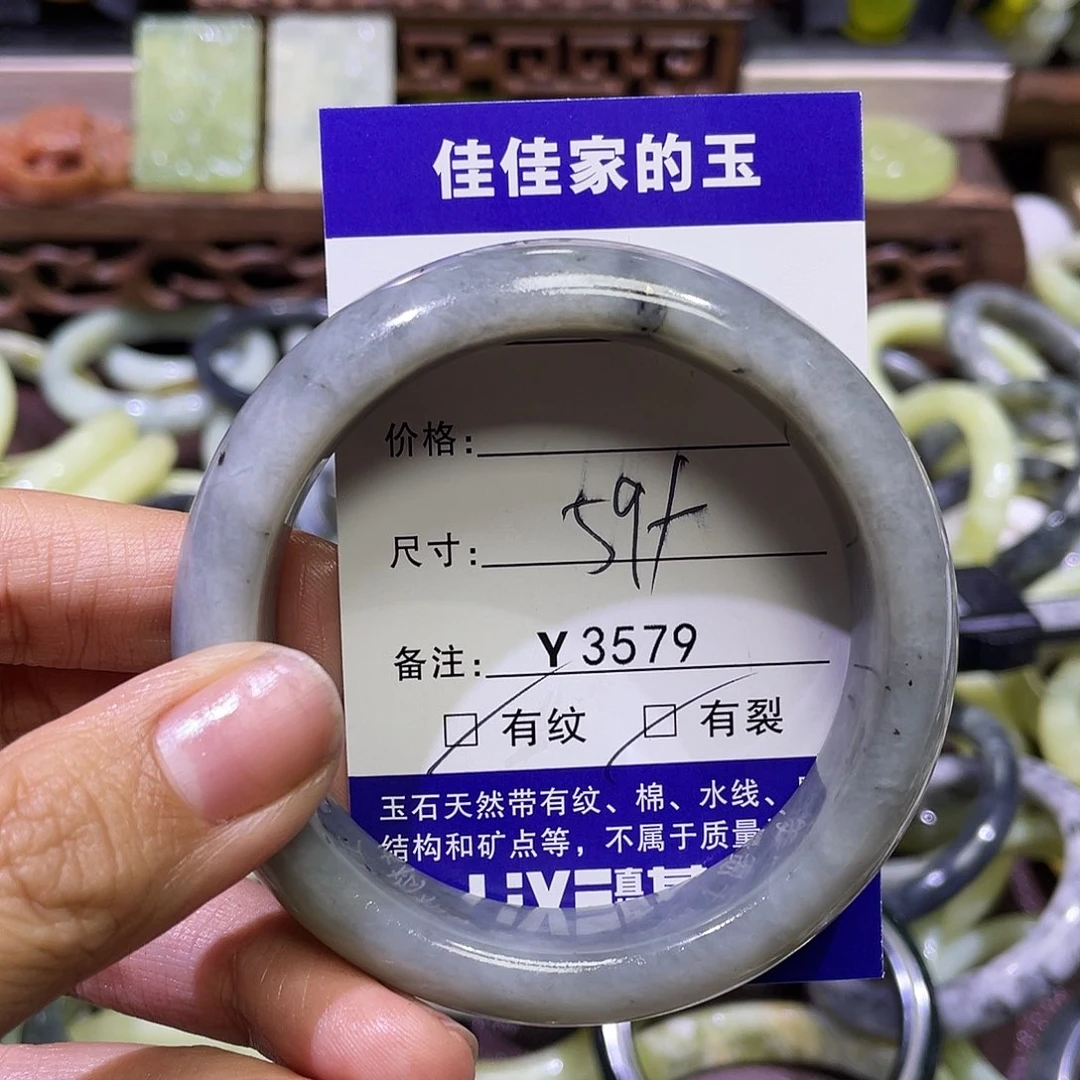 佳佳家的玉
价格:
尺寸: 59+
备注: Y3579
□ 有纹 □ 有裂
玉石天然带有纹、棉、水线、
结构和矿点等，不属于质量